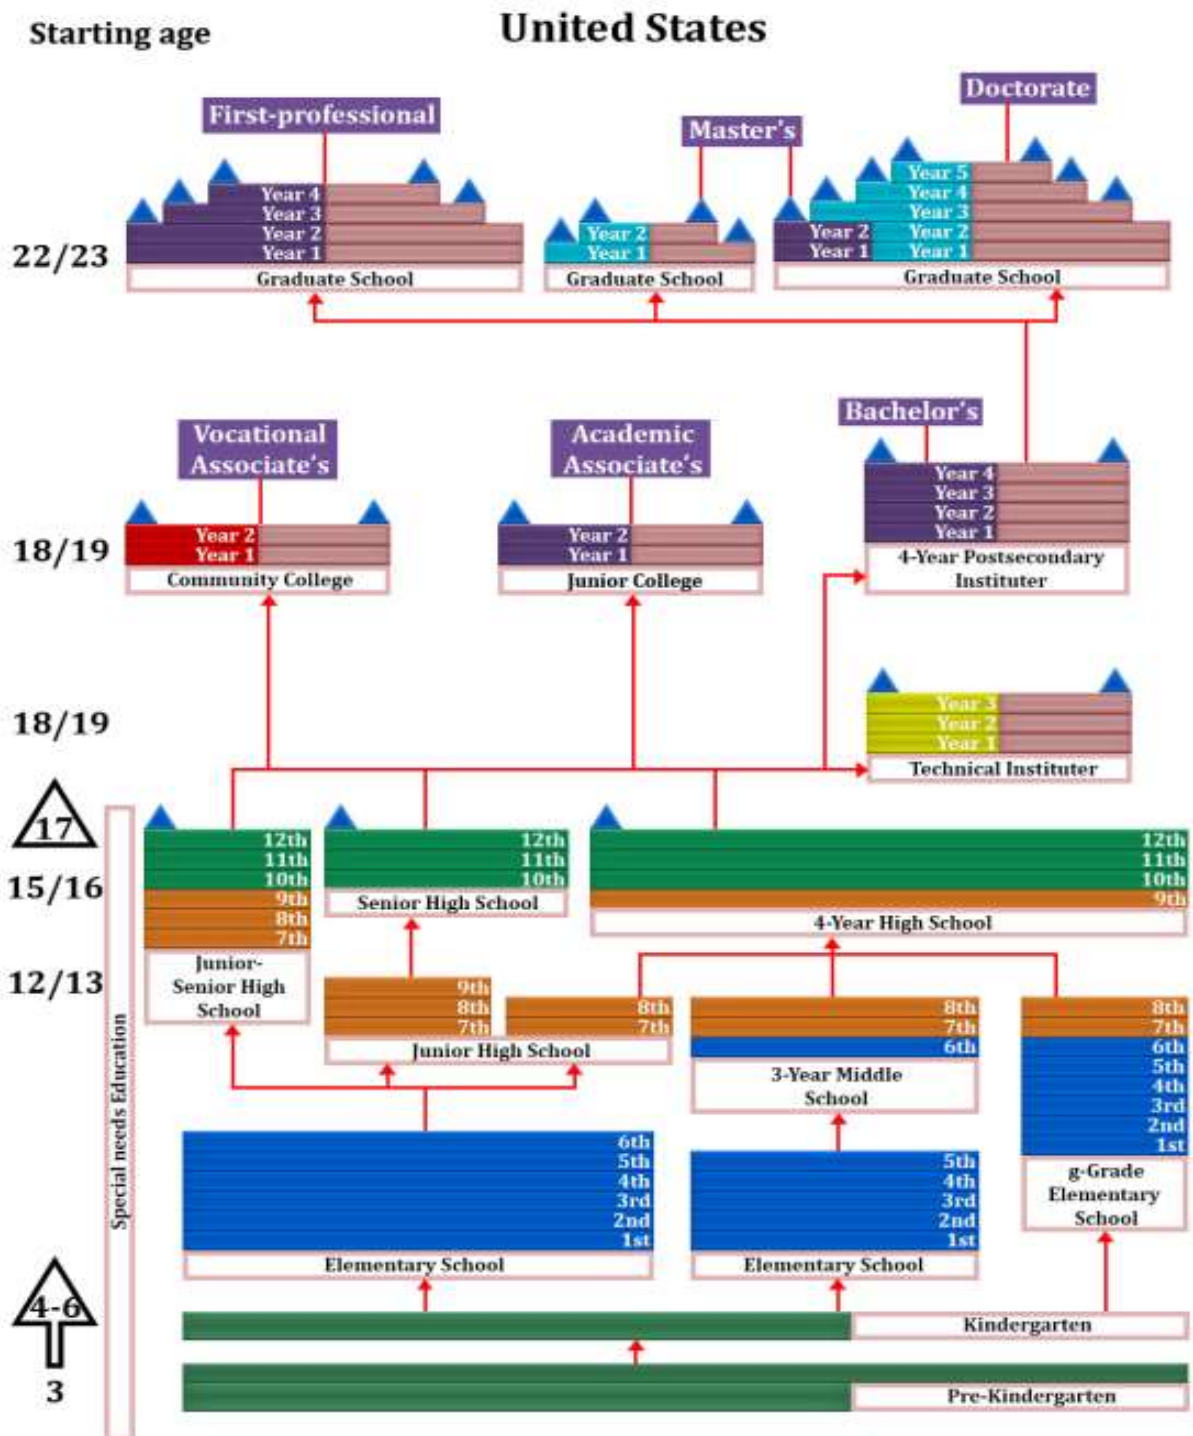 Starting age
United States
First-professional
Master's
Doctorate
Year 4
Year 3
Year 2
Year 1
Graduate School
Year 2
Year 1
Graduate School
Year 5
Year 4
Year 3
Year 2 Year 2
Year 1 Year 1
Graduate School
22/23
Vocational
Associate's
Academic
Associate's
Bachelor's
18/19
Year 2
Year 1
Community College
Year 2
Year 1
Junior College
Year 4
Year 3
Year 2
Year 1
4-Year Postsecondary
Instituter
18/19
Year 3
Year 2
Year 1
Technical Instituter
17
15/16
12/13
12th
11th
10th
9th
8th
7th
Junior-
Senior High
School
12th
11th
10th
Senior High School
12th
11th
10th
9th
4-Year High School
9th
8th
7th
8th
7th
Junior High School
8th
7th
6th
3-Year Middle
School
8th
7th
6th
5th
4th
3rd
2nd
1st
g-Grade
Elementary
School
Special needs Education
6th
5th
4th
3rd
2nd
1st
Elementary School
5th
4th
3rd
2nd
1st
Elementary School
4-6
Kindergarten
3
Pre-Kindergarten